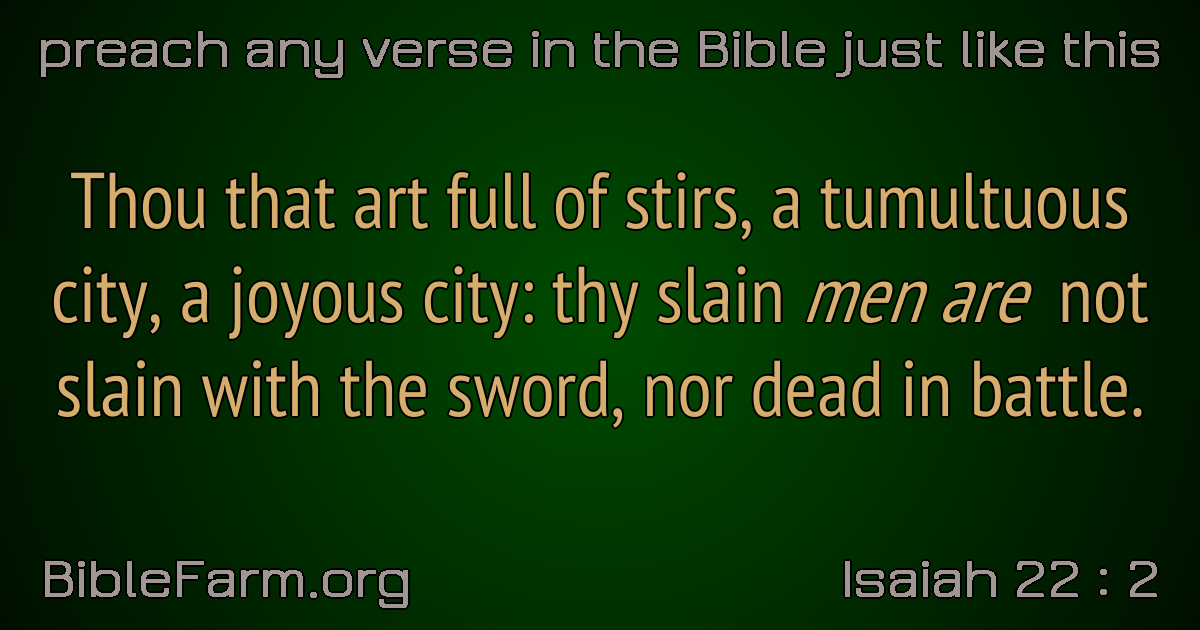 preach any verse in the Bible just like this
Thou that art full of stirs, a tumultuous
city, a joyous city: thy slain men are not
slain with the sword, nor dead in battle.
BibleFarm.org
Isaiah 22 : 2